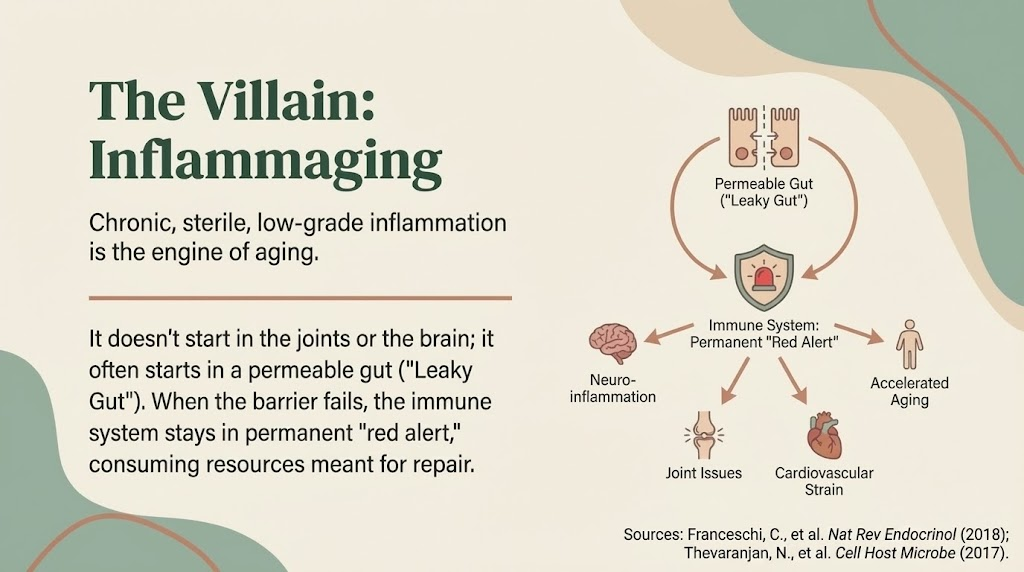 The Villain:
Inflammaging
Chronic, sterile, low-grade inflammation
is the engine of aging.
It doesn't start in the joints or the brain; it
often starts in a permeable gut ("Leaky
Gut"). When the barrier fails, the immune
system stays in permanent "red alert,"
consuming resources meant for repair.
Permeable Gut
("Leaky Gut")
Immune System:
Permanent "Red Alert"
Neuro-
inflammation
Joint Issues
Cardiovascular
Strain
Accelerated
Aging
Sources: Franceschi, C., et al. Nat Rev Endocrinol (2018);
Thevaranjan, N., et al. Cell Host Microbe (2017).